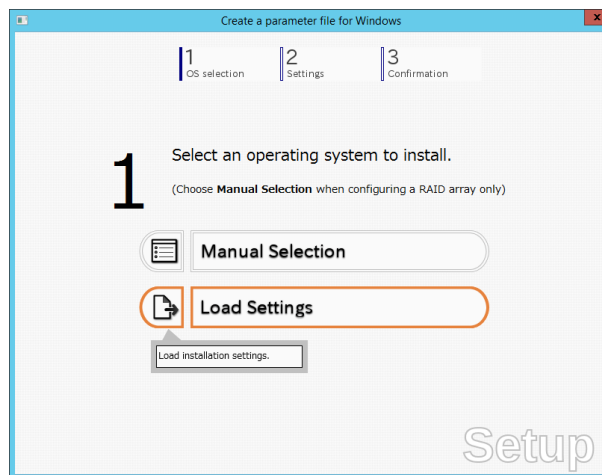 Create a parameter file for Windows
x
1
OS selection
2
Settings
3
Confirmation
1
Select an operating system to install.
(Choose Manual Selection when configuring a RAID array only)
Manual Selection
Load Settings
Load installation settings.
Setup